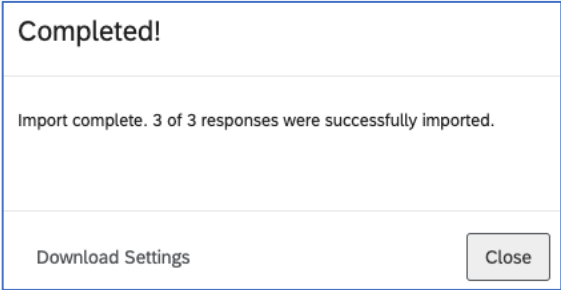 Completed!
Import complete. 3 of 3 responses were successfully imported.
Download Settings
Close